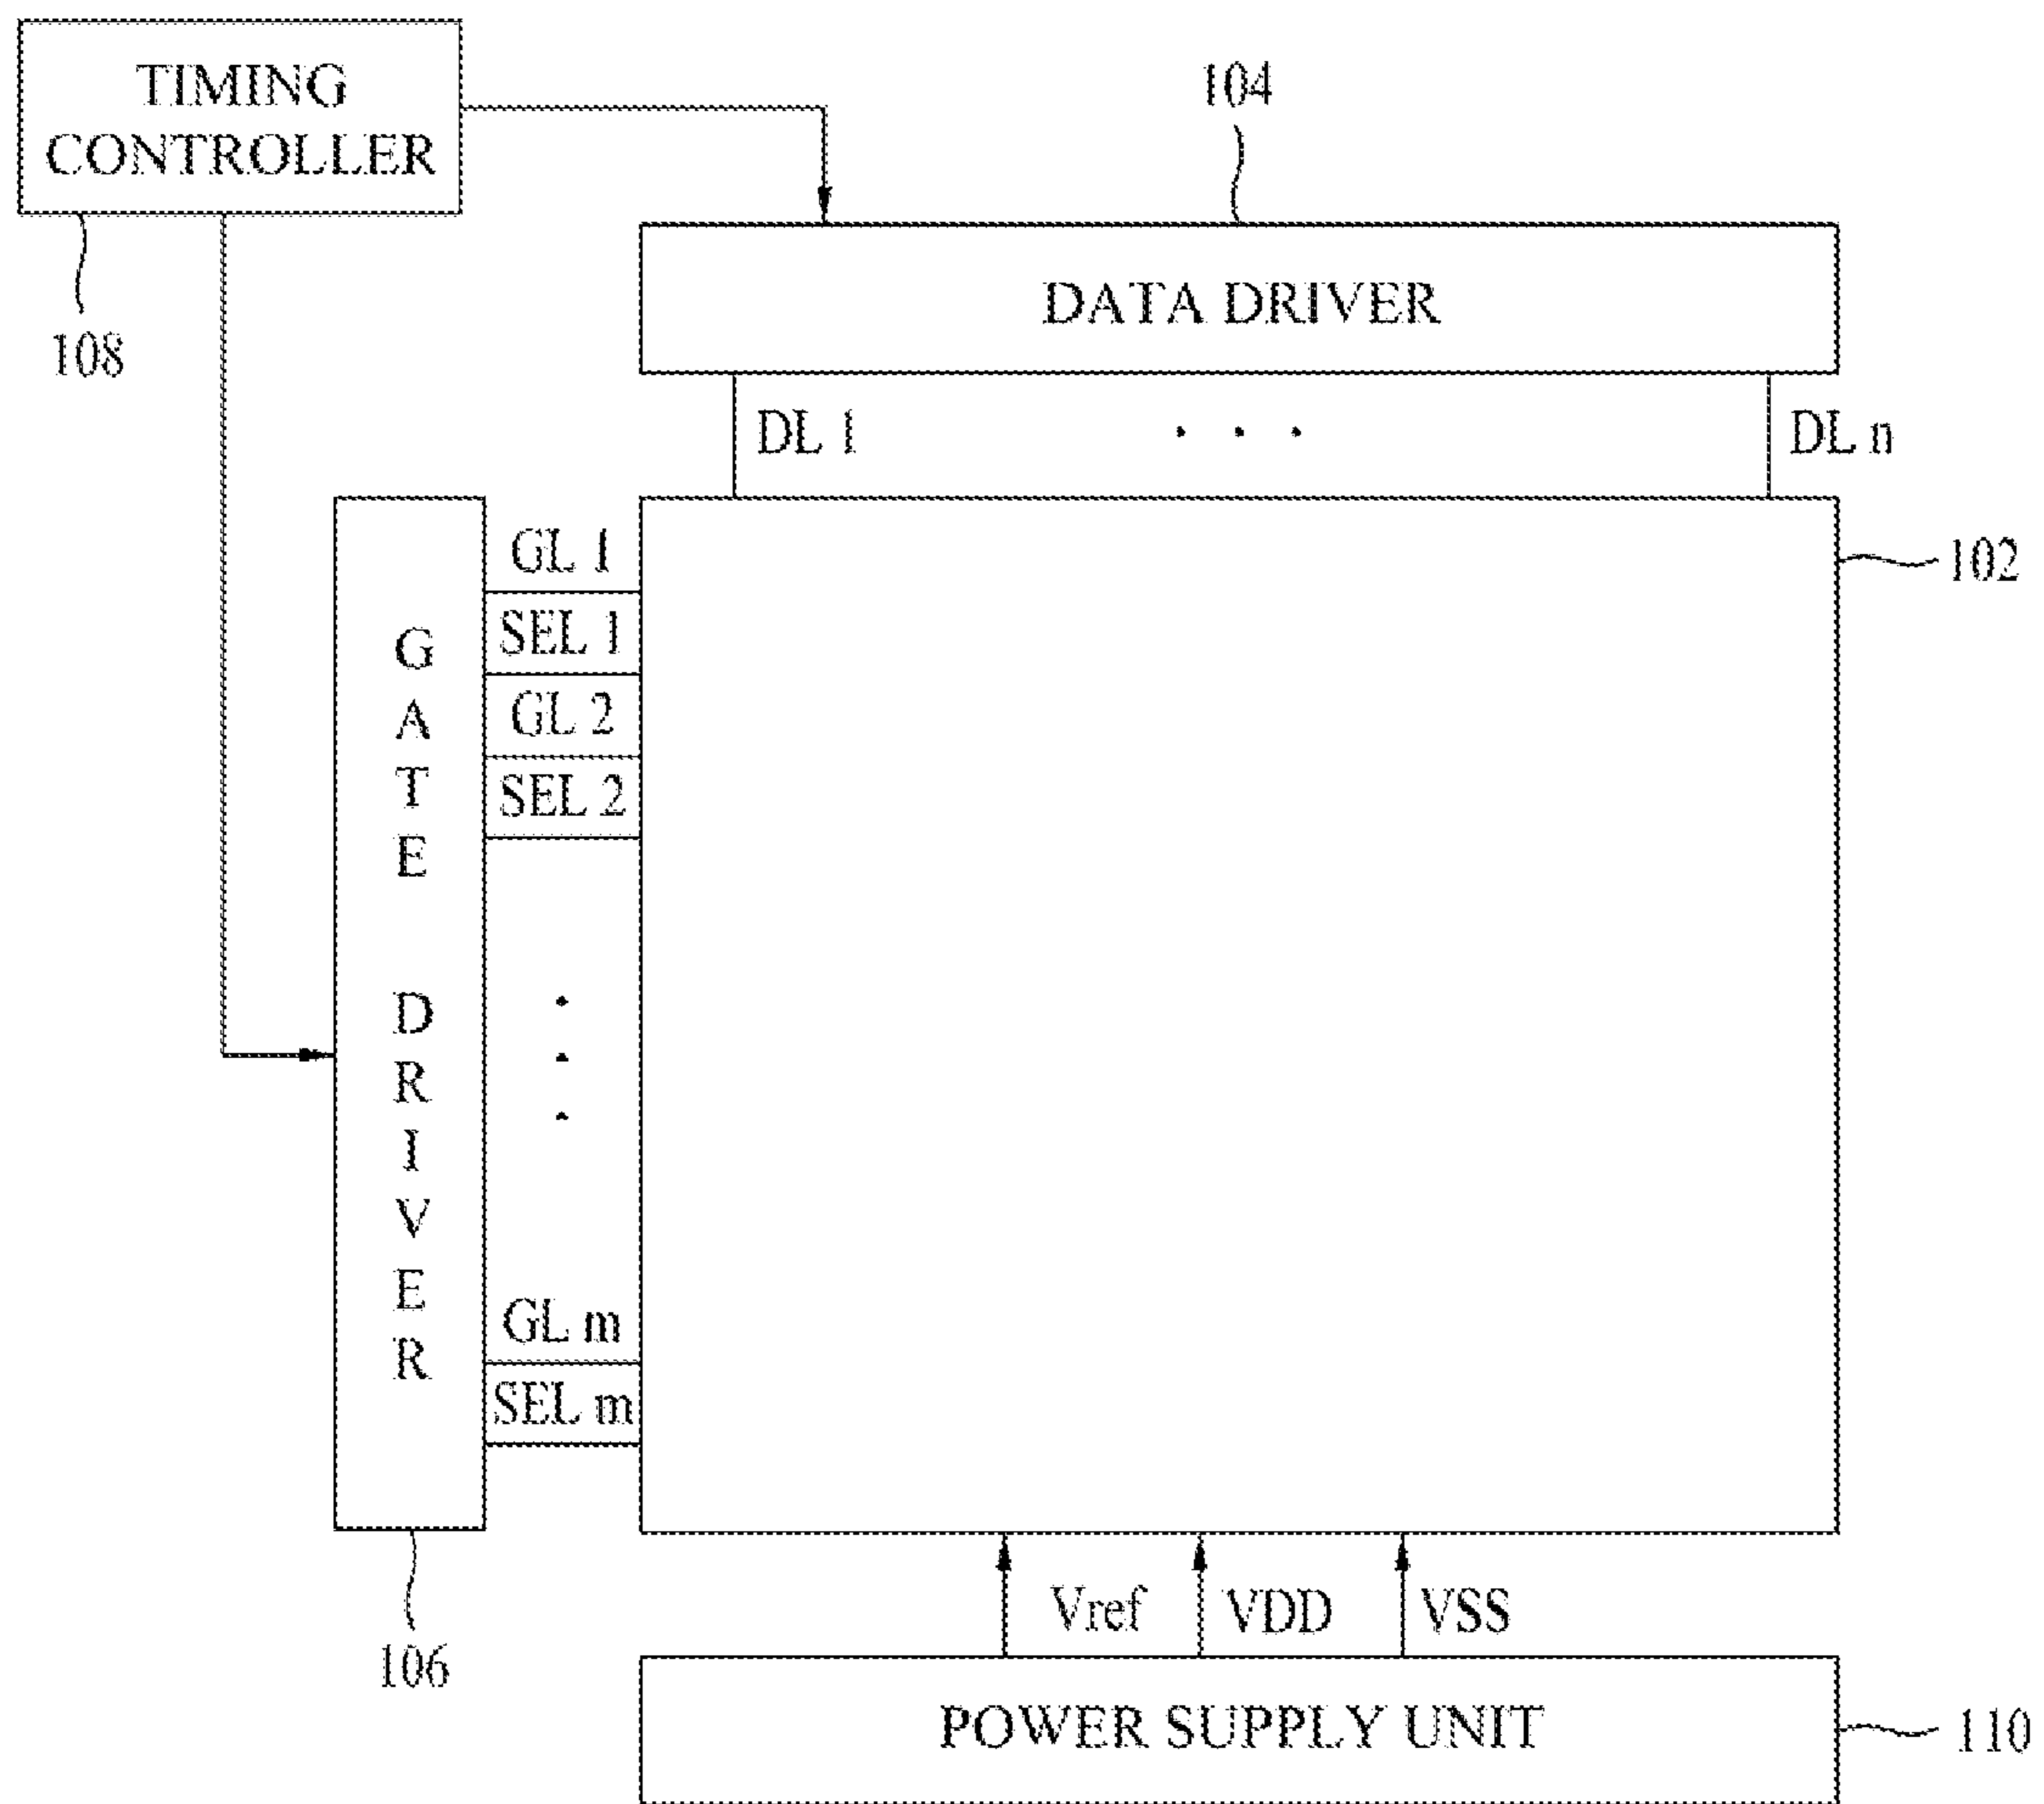 TIMING
CONTROLLER
104
DATA DRIVER
108
DL 1 . . . DL n
102
GL 1
SEL 1
GL 2
SEL 2
GATE DRIVER
GL m
SEL m
Vref VDD VSS
106
POWER SUPPLY UNIT
110